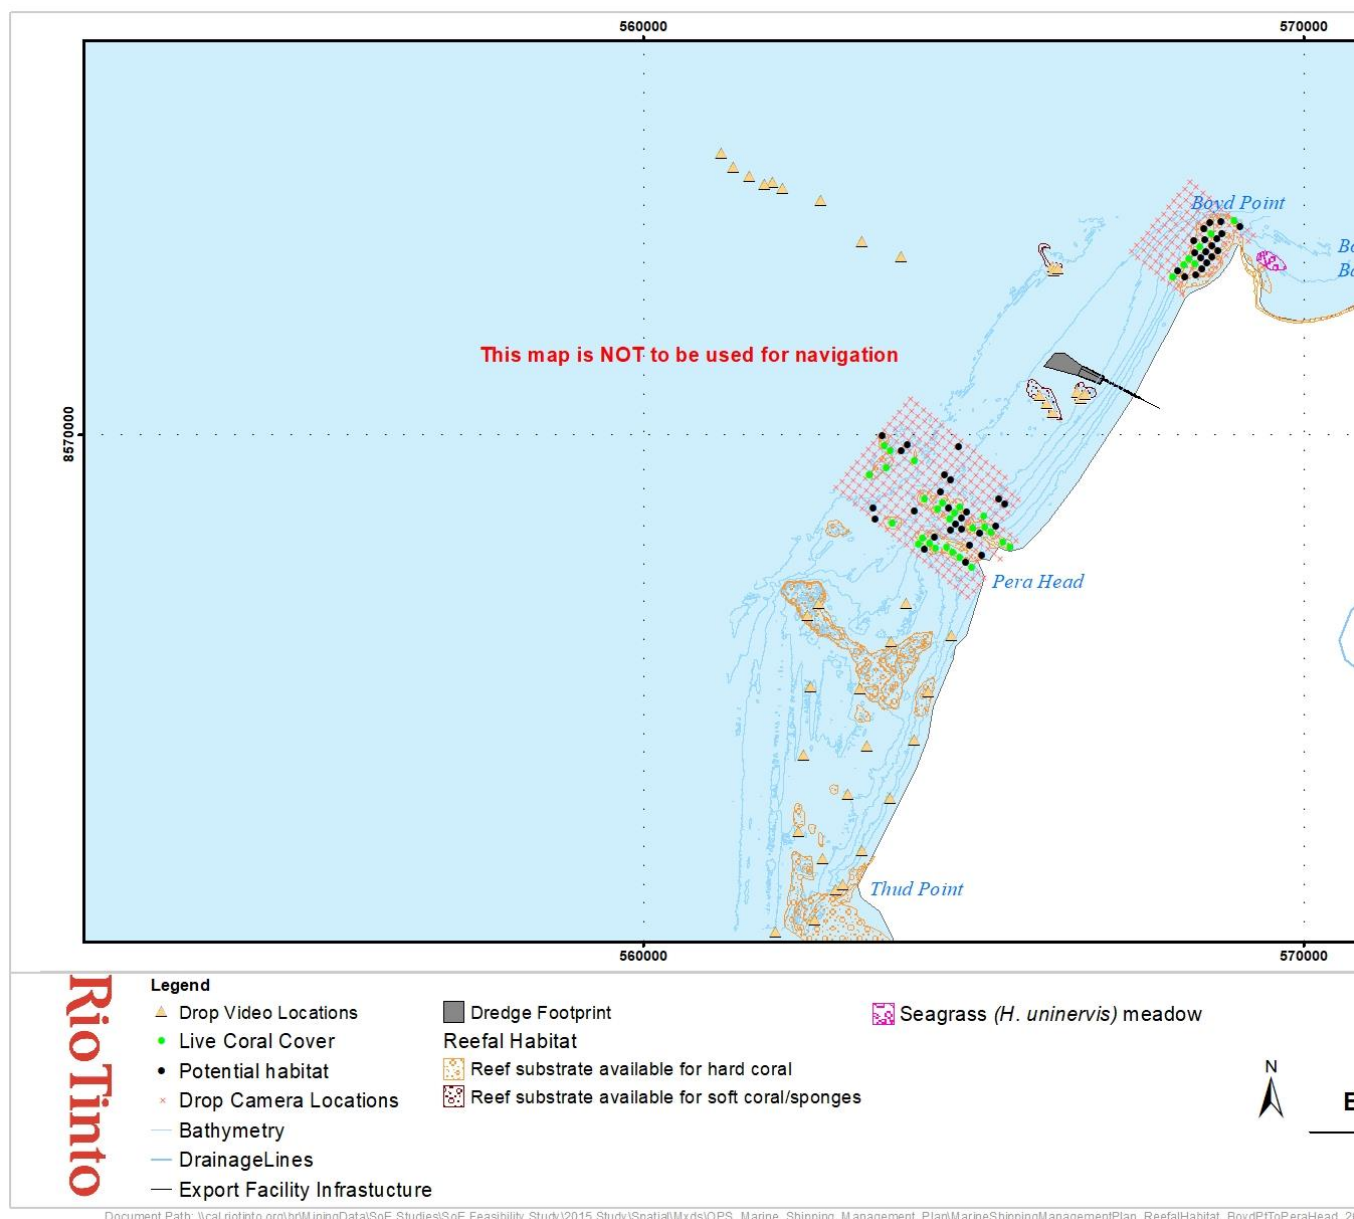 560000
570000
Boyd Point
This map is NOT to be used for navigation
8570000
Pera Head
Thud Point
560000
570000
RioTinto
Legend
Drop Video Locations
Live Coral Cover
Potential habitat
Drop Camera Locations
Bathymetry
DrainageLines
Export Facility Infrastucture
Dredge Footprint
Reefal Habitat
Reef substrate available for hard coral
Reef substrate available for soft coral/sponges
Seagrass (H. uninervis) meadow
N